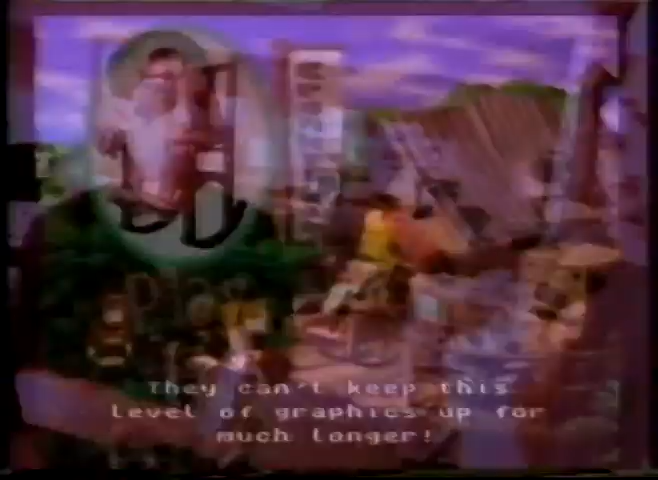 They can't keep this
level of graphics up for
much longer!